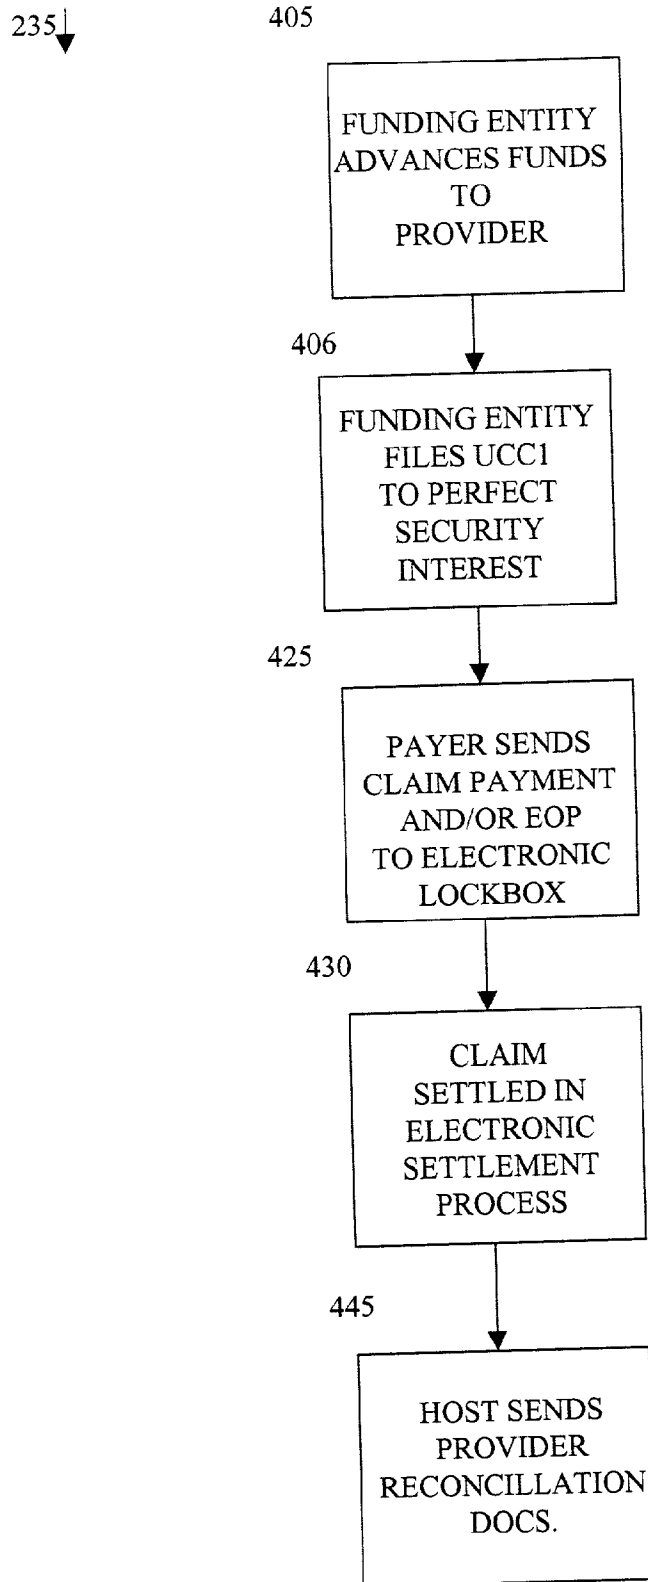 235
405
FUNDING ENTITY
ADVANCES FUNDS
TO
PROVIDER
406
FUNDING ENTITY
FILES UCC1
TO PERFECT
SECURITY
INTEREST
425
PAYER SENDS
CLAIM PAYMENT
AND/OR EOP
TO ELECTRONIC
LOCKBOX
430
CLAIM
SETTLED IN
ELECTRONIC
SETTLEMENT
PROCESS
445
HOST SENDS
PROVIDER
RECONCILLATION
DOCS.